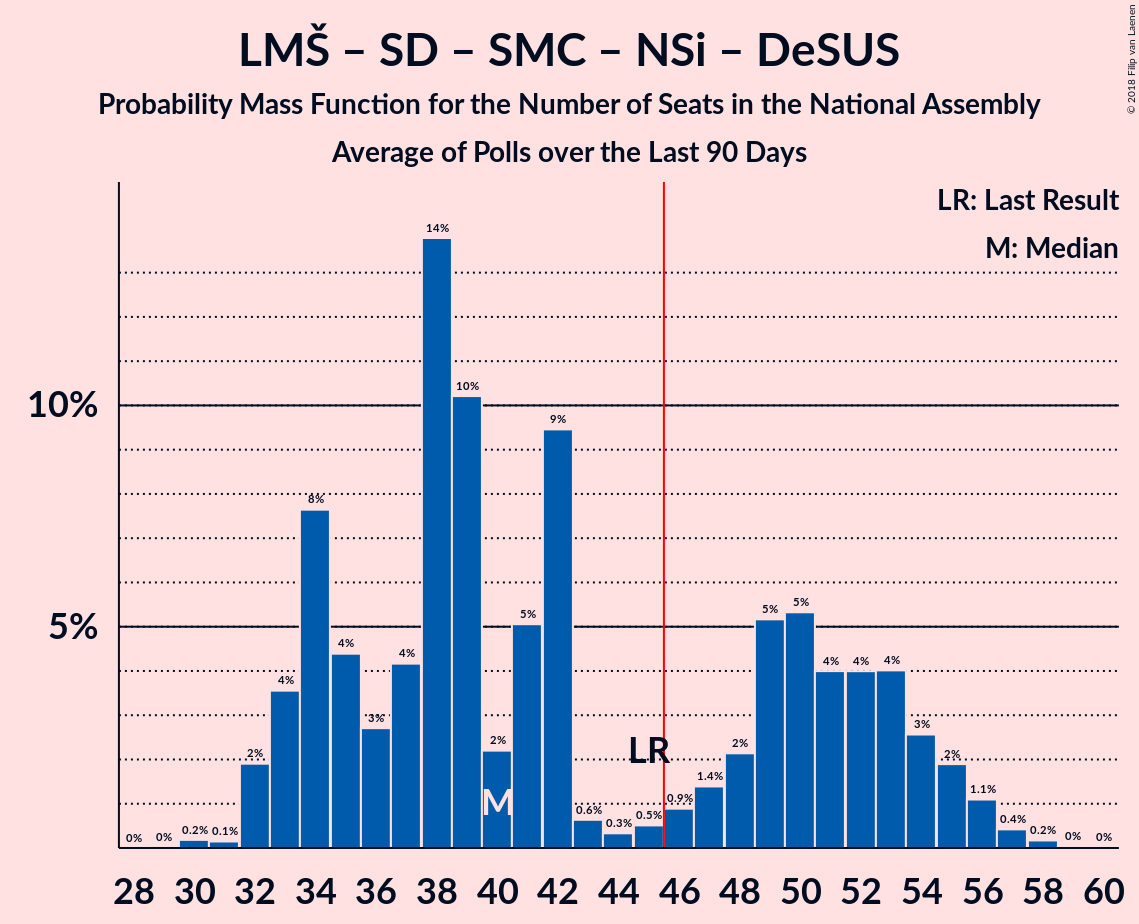 LMŠ – SD – SMC – NSi – DeSUS
Probability Mass Function for the Number of Seats in the National Assembly
Average of Polls over the Last 90 Days
© 2018 Filip van Laenen
LR: Last Result
M: Median
10%
5%
0% 0% 0.2% 0.1% 2% 4% 8% 4% 3% 4% 14% 10% 2% 5% 9% 0.6% 0.3% 0.5% 0.9% 1.4% 2% 5% 5% 4% 4% 4% 3% 2% 1.1% 0.4% 0.2% 0% 0%
LR
M
28 30 32 34 36 38 40 42 44 46 48 50 52 54 56 58 60